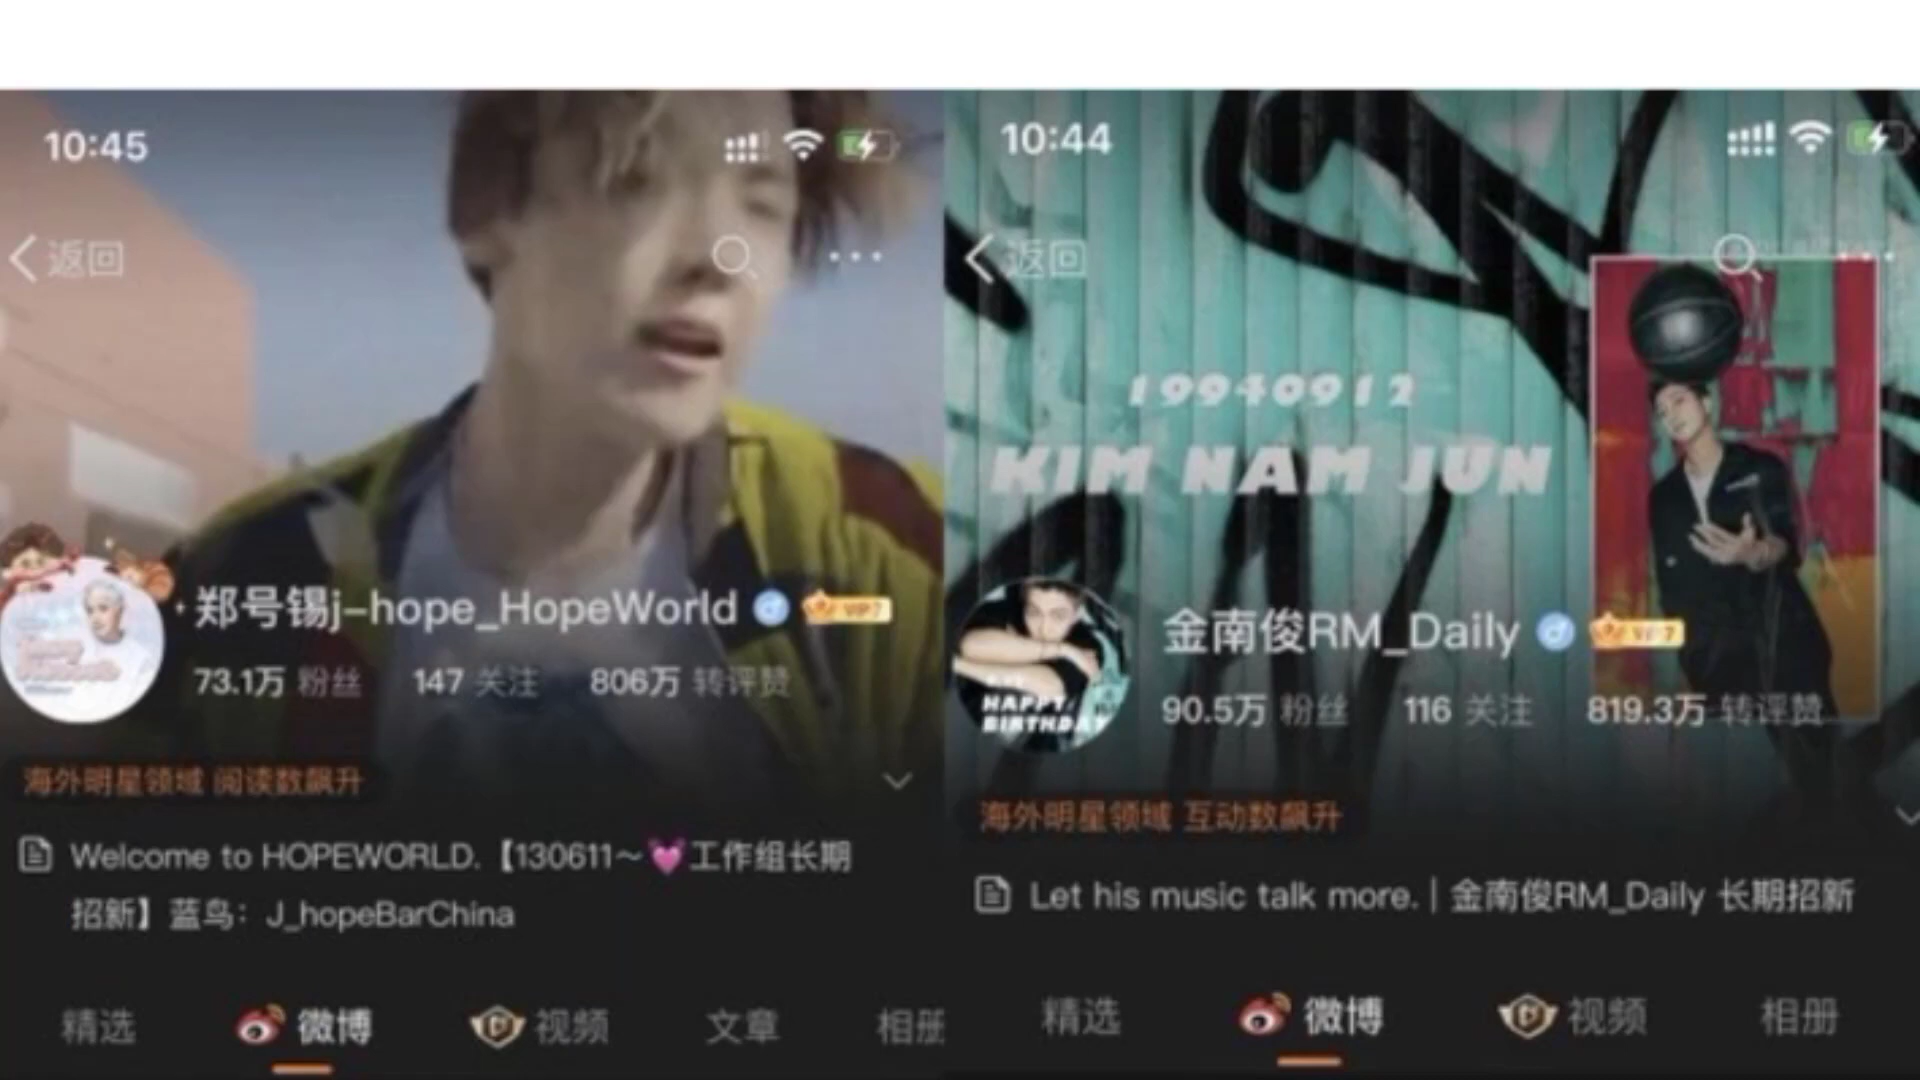 10:45
返回
郑号锡j-hope_HopeWorld
VIP7
73.1万 粉丝 147 关注 806万 转评赞
海外明星领域 阅读数飙升
Welcome to HOPEWORLD.【130611~💓工作组长期
招新】蓝鸟：J_hopeBarChina
精选 微博 视频 文章 相册
10:44
返回
19940912
KIM NAM JUN
HAPPY
BIRTHDAY
金南俊RM_Daily
VIP7
90.5万 粉丝 116 关注 819.3万 转评赞
海外明星领域 互动数飙升
Let his music talk more. | 金南俊RM_Daily 长期招新
精选 微博 视频 相册